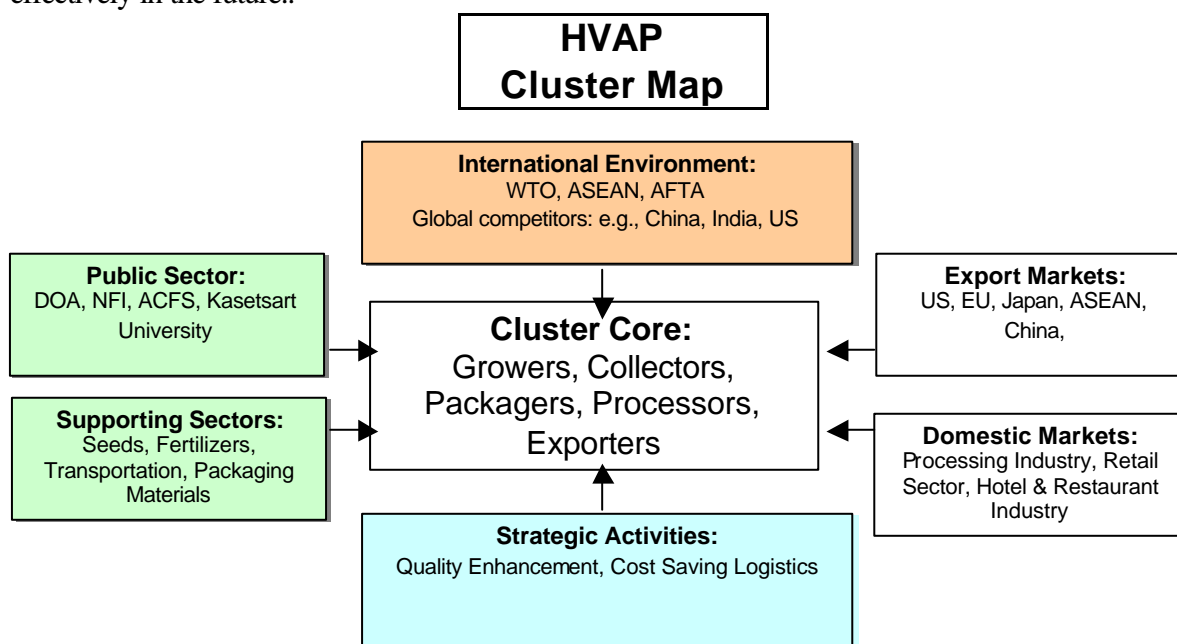 effectively in the future..
HVAP
Cluster Map
International Environment:
WTO, ASEAN, AFTA
Global competitors: e.g., China, India, US
Public Sector:
DOA, NFI, ACFS, Kasetsart
University
Export Markets:
US, EU, Japan, ASEAN,
China,
Cluster Core:
Growers, Collectors,
Packagers, Processors,
Exporters
Supporting Sectors:
Seeds, Fertilizers,
Transportation, Packaging
Materials
Domestic Markets:
Processing Industry, Retail
Sector, Hotel & Restaurant
Industry
Strategic Activities:
Quality Enhancement, Cost Saving Logistics